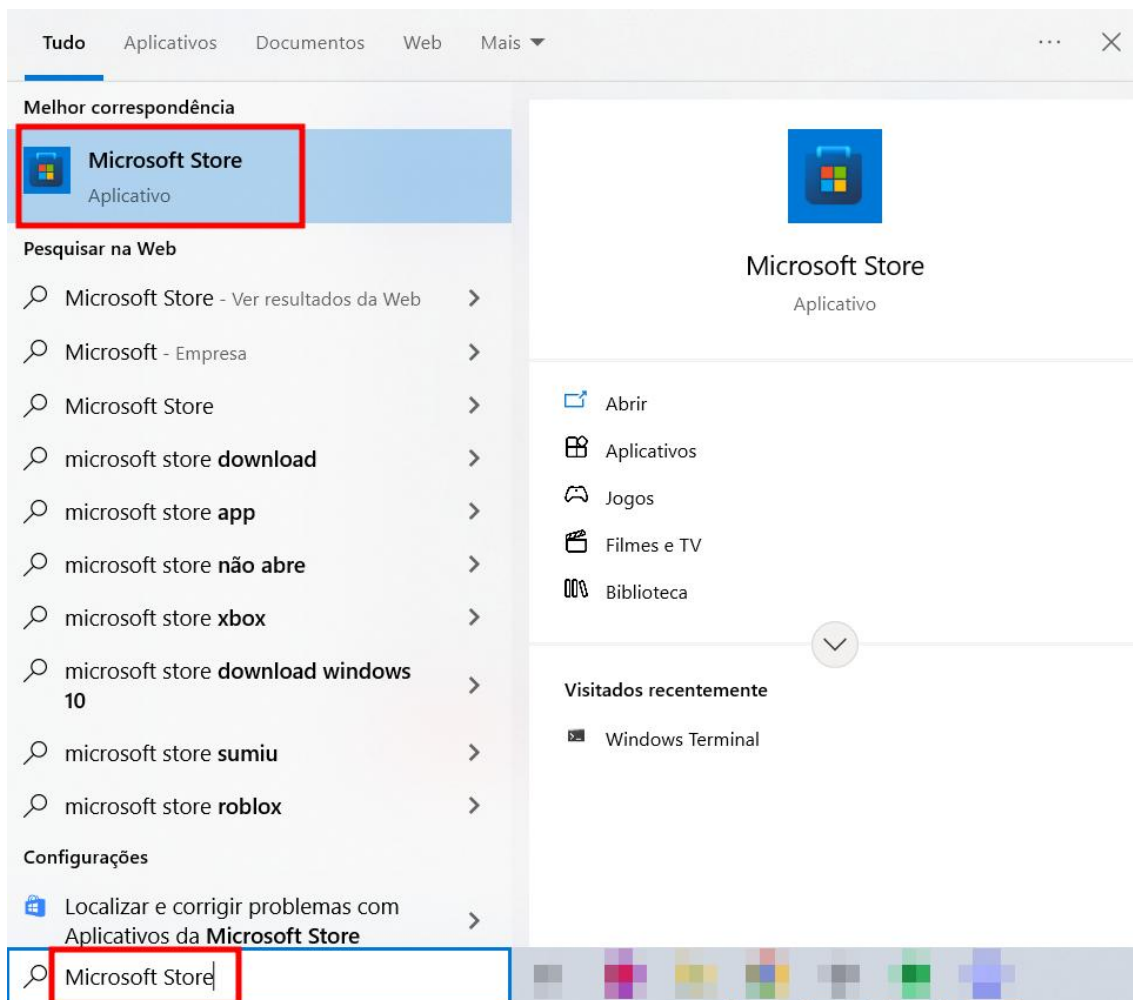 Tudo Aplicativos Documentos Web Mais
Melhor correspondência
Microsoft Store
Aplicativo
Pesquisar na Web
Microsoft Store - Ver resultados da Web
Microsoft - Empresa
Microsoft Store
microsoft store download
microsoft store app
microsoft store não abre
microsoft store xbox
microsoft store download windows
10
microsoft store sumiu
microsoft store roblox
Configurações
Localizar e corrigir problemas com
Aplicativos da Microsoft Store
Microsoft Store
Microsoft Store
Aplicativo
Abrir
Aplicativos
Jogos
Filmes e TV
Biblioteca
Visitados recentemente
Windows Terminal